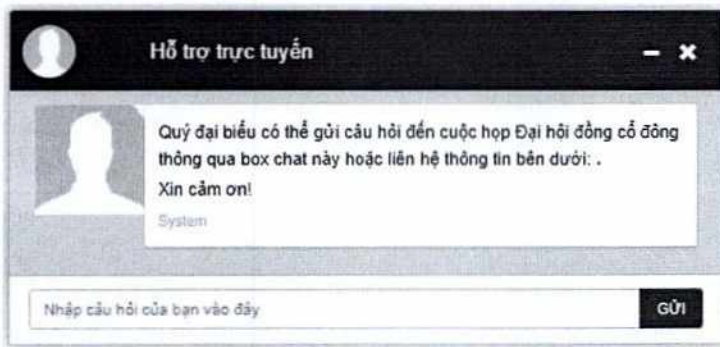 Hỗ trợ trực tuyến
Quý đại biểu có thể gửi câu hỏi đến cuộc họp Đại hội đồng cổ đông
thông qua box chat này hoặc liên hệ thông tin bên dưới: .
Xin cảm ơn!
System
Nhập câu hỏi của bạn vào đây
GỬI